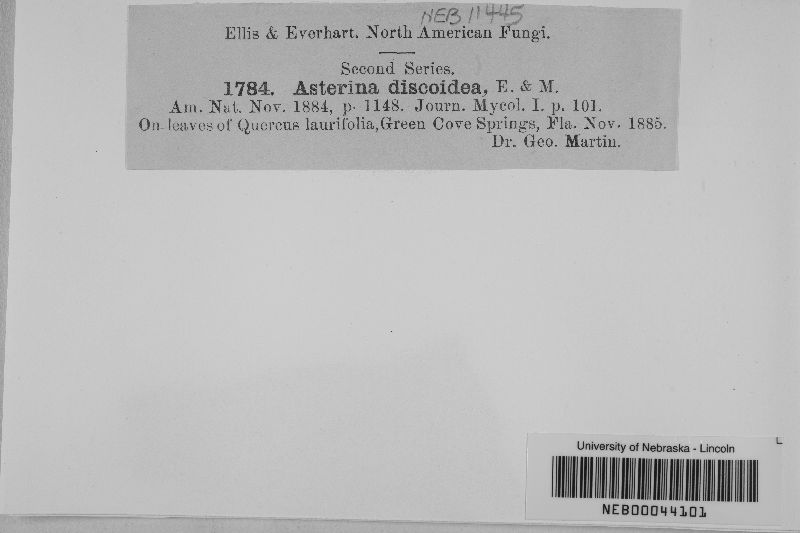 NEB 11445
Ellis & Everhart. North American Fungi.
Second Series.
1784. Asterina discoidea, E. & M.
Am. Nat. Nov. 1884, p. 1148. Journ. Mycol. I. p. 101.
On leaves of Quercus laurifolia, Green Cove Springs, Fla. Nov. 1885.
Dr. Geo. Martin.
University of Nebraska - Lincoln
NEB00044101